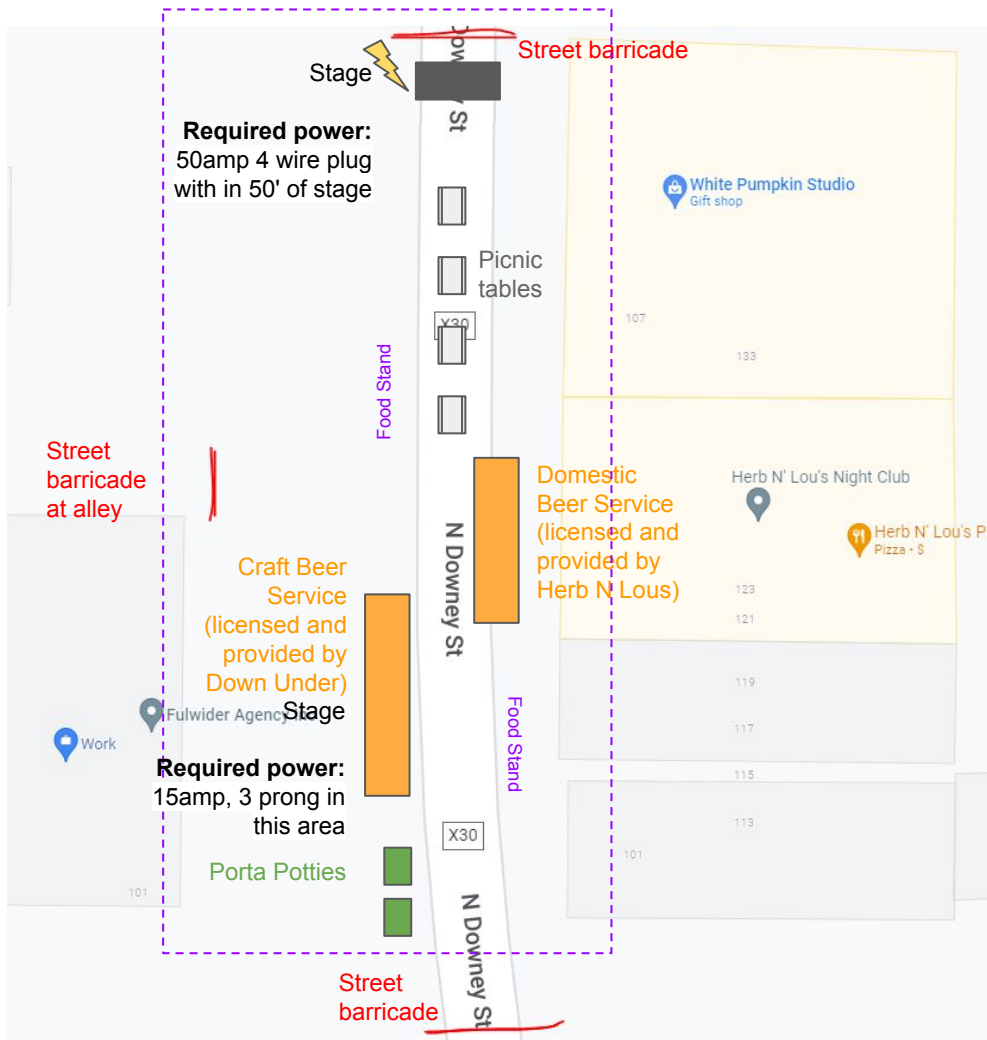 Downey St
Street barricade
Stage
Required power:
50amp 4 wire plug
with in 50' of stage
White Pumpkin Studio
Gift shop
Picnic
tables
X30
107
133
Food Stand
Street
barricade
at alley
Domestic
Beer Service
(licensed and
provided by
Herb N Lous)
Herb N' Lou's Night Club
Herb N' Lou's P
Pizza • $
N Downey St
Craft Beer
Service
(licensed and
provided by
Down Under)
Stage
123
121
119
117
115
113
101
Fulwider Agency Inc
Work
Food Stand
Required power:
15amp, 3 prong in
this area
X30
Porta Potties
101
N Downey St
Street
barricade